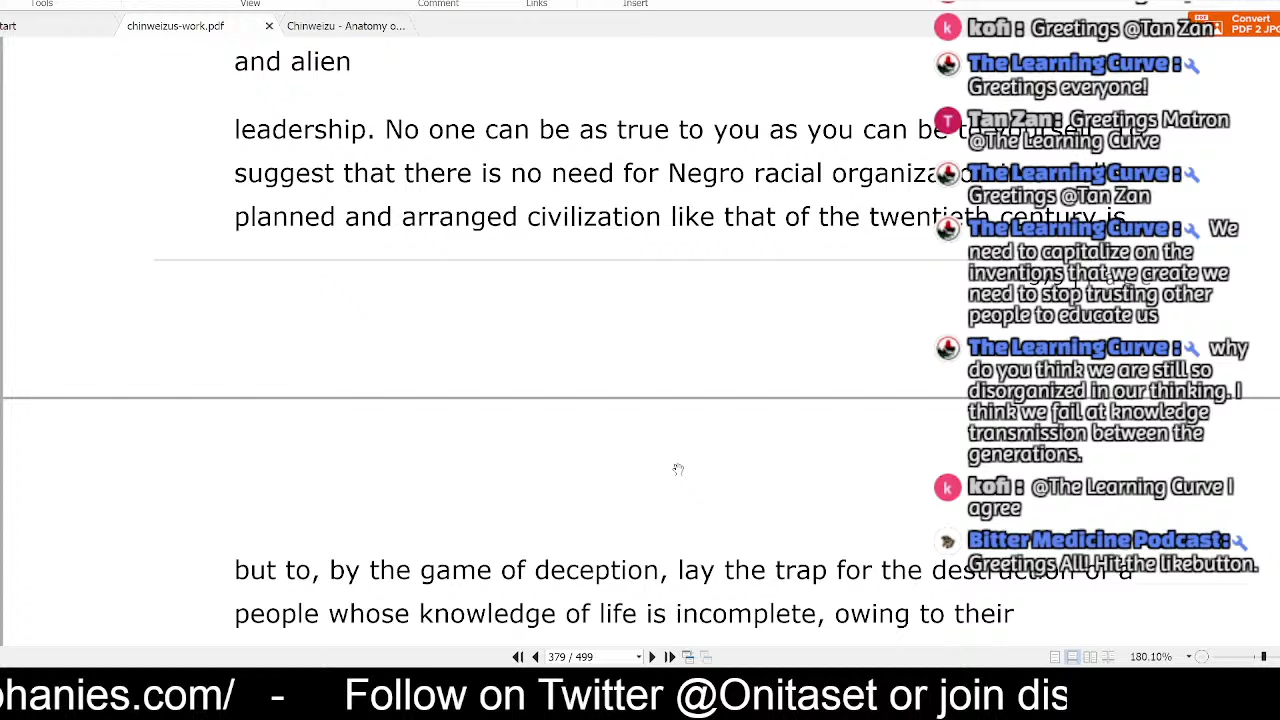 Tools View Comment Links Insert
tart chinweizus-work.pdf × Chinweizu - Anatomy o... Convert
PDF 2 JPG
and alien
leadership. No one can be as true to you as you can be to yourself. To
suggest that there is no need for Negro racial
planned and arranged civilization like that of the twentieth century is
but to, by the game of deception, lay the trap for the destruction of a
people whose knowledge of life is incomplete, owing to their
kofi : Greetings @Tan Zan
The Learning Curve :
Greetings everyone!
Tan Zan : Greetings Matron
@The Learning Curve
The Learning Curve :
Greetings @Tan Zan
The Learning Curve : We
need to capitalize on the
inventions that we create we
need to stop trusting other
people to educate us
The Learning Curve : why
do you think we are still so
disorganized in our thinking. I
think we fail at knowledge
transmission between the
generations.
kofi : @The Learning Curve I
agree
Bitter Medicine Podcast:
Greetings All! Hit the likebutton.
379 / 499 180.10%
phanies.com/ - Follow on Twitter @Onitaset or join dis